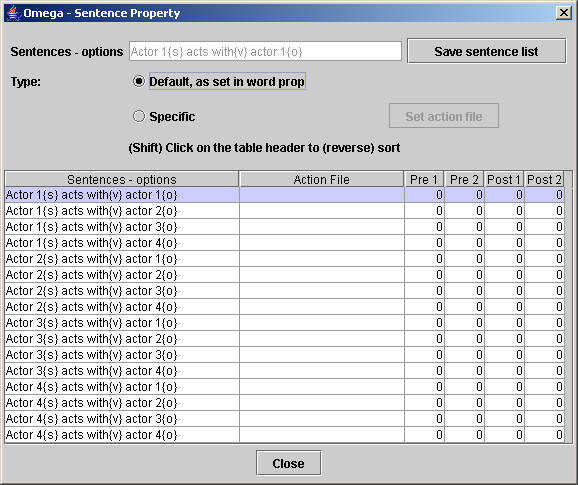 Omega - Sentence Property
Sentences - options Actor 1{s} acts with{v} actor 1{o} Save sentence list
Type: Default, as set in word prop
Specific Set action file
(Shift) Click on the table header to (reverse) sort
Sentences - options Action File Pre 1 Pre 2 Post 1 Post 2
Actor 1{s} acts with{v} actor 1{o} 0 0 0 0
Actor 1{s} acts with{v} actor 2{o} 0 0 0 0
Actor 1{s} acts with{v} actor 3{o} 0 0 0 0
Actor 1{s} acts with{v} actor 4{o} 0 0 0 0
Actor 2{s} acts with{v} actor 1{o} 0 0 0 0
Actor 2{s} acts with{v} actor 2{o} 0 0 0 0
Actor 2{s} acts with{v} actor 3{o} 0 0 0 0
Actor 2{s} acts with{v} actor 4{o} 0 0 0 0
Actor 3{s} acts with{v} actor 1{o} 0 0 0 0
Actor 3{s} acts with{v} actor 2{o} 0 0 0 0
Actor 3{s} acts with{v} actor 3{o} 0 0 0 0
Actor 3{s} acts with{v} actor 4{o} 0 0 0 0
Actor 4{s} acts with{v} actor 1{o} 0 0 0 0
Actor 4{s} acts with{v} actor 2{o} 0 0 0 0
Actor 4{s} acts with{v} actor 3{o} 0 0 0 0
Actor 4{s} acts with{v} actor 4{o} 0 0 0 0
Close